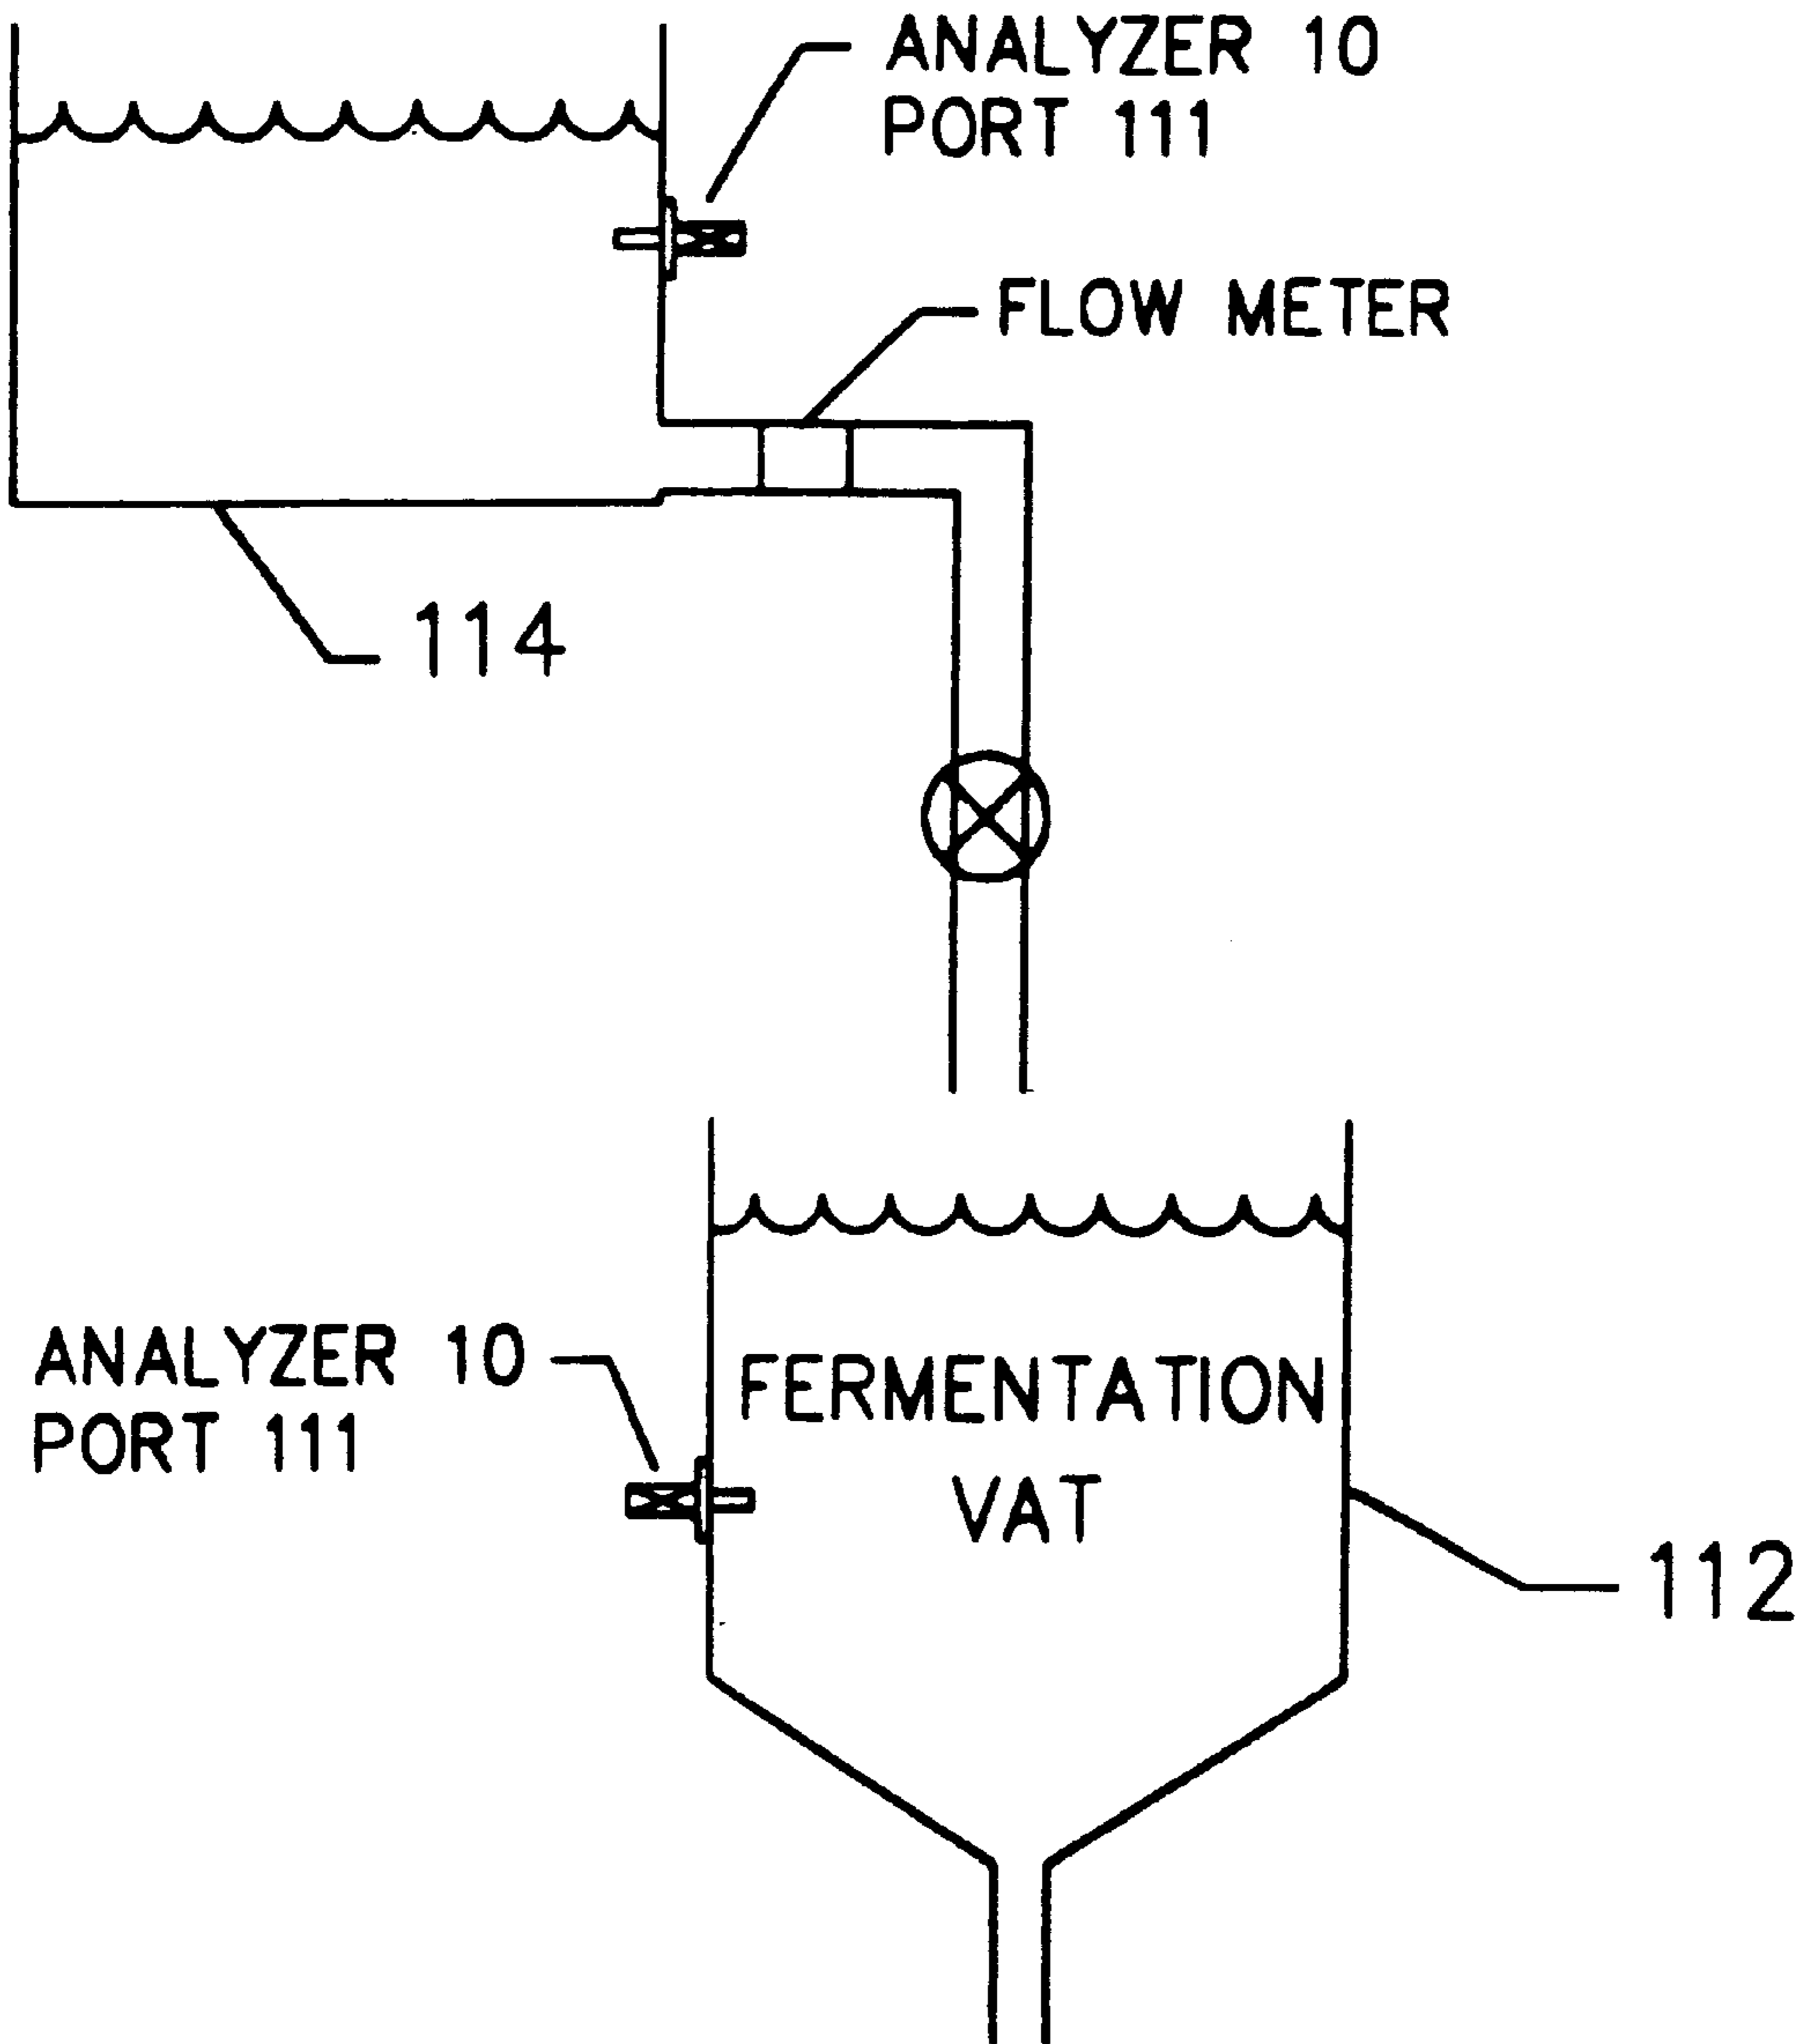 ANALYZER 10
PORT 111
FLOW METER
114
ANALYZER 10
PORT 111
FERMENTATION
VAT
112